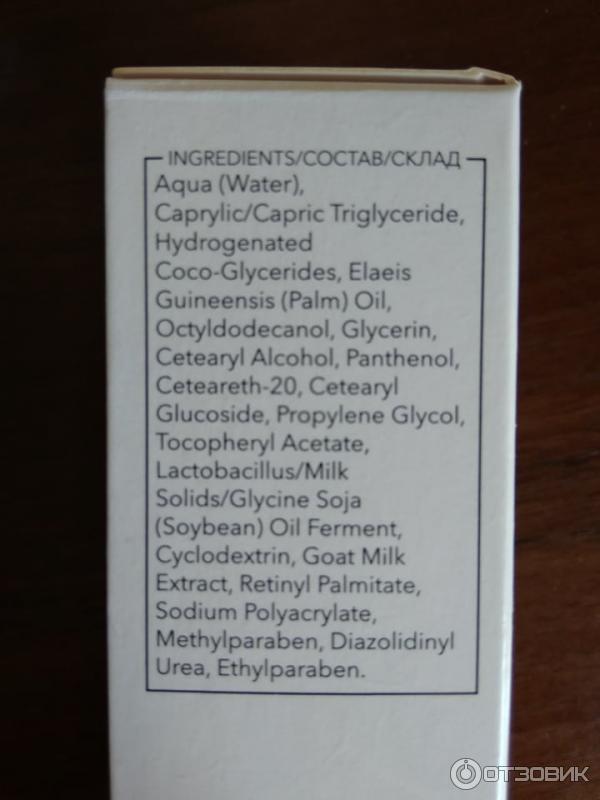 INGREDIENTS/СОСТАВ/СКЛАД
Aqua (Water),
Caprylic/Capric Triglyceride,
Hydrogenated
Coco-Glycerides, Elaeis
Guineensis (Palm) Oil,
Octyldodecanol, Glycerin,
Cetearyl Alcohol, Panthenol,
Ceteareth-20, Cetearyl
Glucoside, Propylene Glycol,
Tocopheryl Acetate,
Lactobacillus/Milk
Solids/Glycine Soja
(Soybean) Oil Ferment,
Cyclodextrin, Goat Milk
Extract, Retinyl Palmitate,
Sodium Polyacrylate,
Methylparaben, Diazolidinyl
Urea, Ethylparaben.
ОТЗОВИК